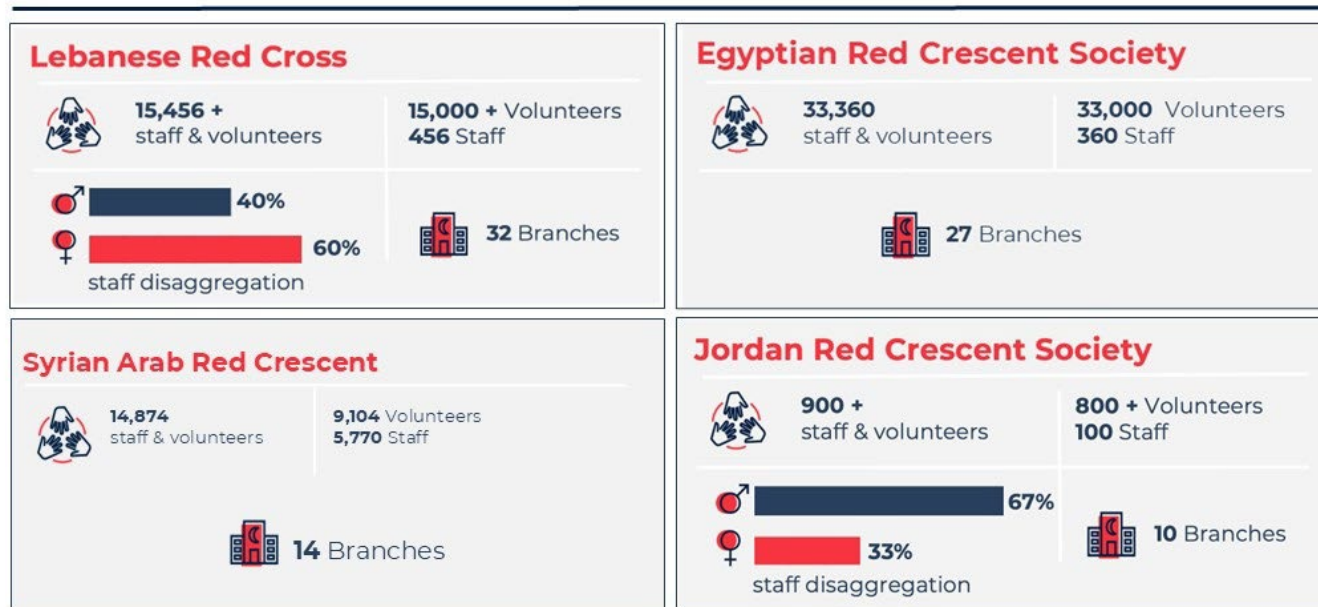 Lebanese Red Cross
15,456 +
staff & volunteers
15,000 + Volunteers
456 Staff
40%
60%
staff disaggregation
32 Branches
Egyptian Red Crescent Society
33,360
staff & volunteers
33,000 Volunteers
360 Staff
27 Branches
Syrian Arab Red Crescent
14,874
staff & volunteers
9,104 Volunteers
5,770 Staff
14 Branches
Jordan Red Crescent Society
900 +
staff & volunteers
800 + Volunteers
100 Staff
67%
33%
staff disaggregation
10 Branches